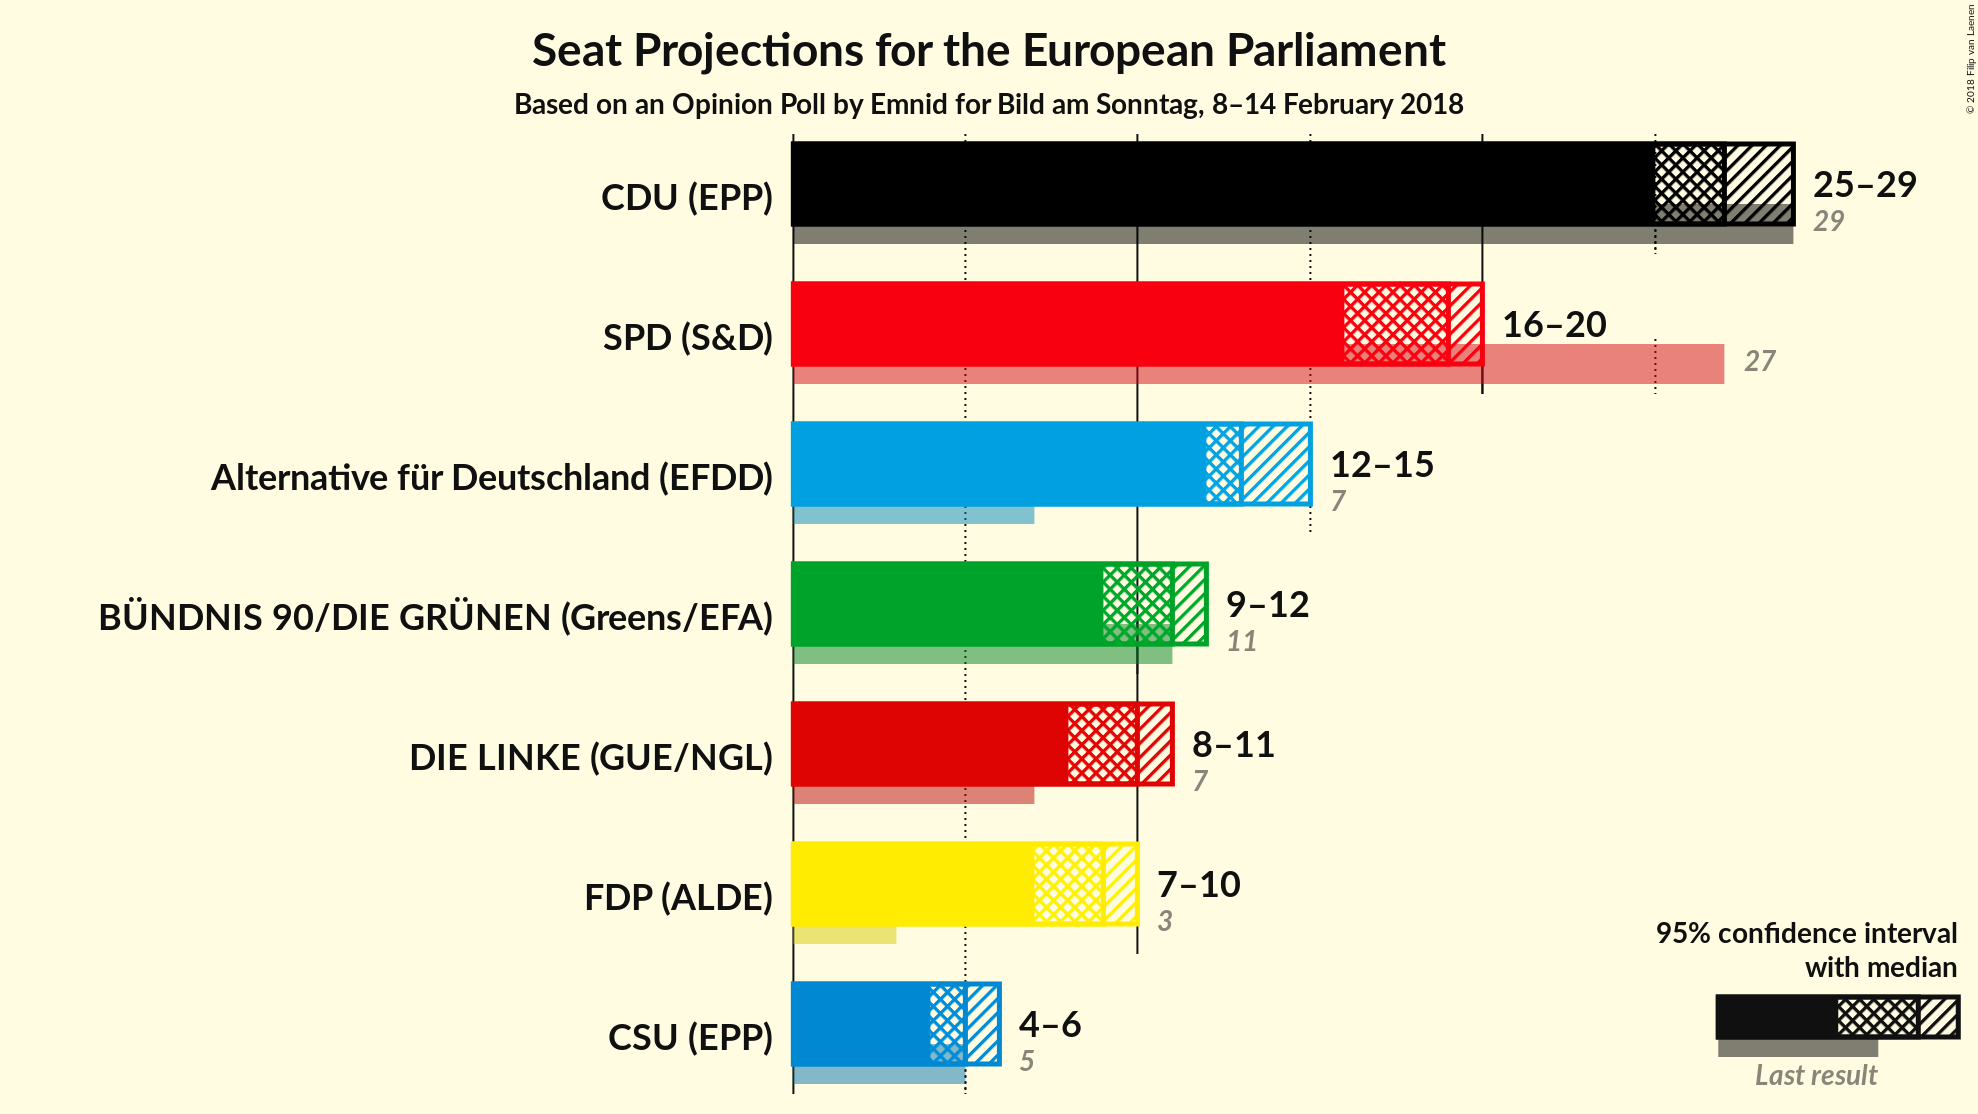 Seat Projections for the European Parliament
Based on an Opinion Poll by Emnid for Bild am Sonntag, 8–14 February 2018
© 2018 Filip van Laenen
CDU (EPP)
25–29
29
SPD (S&D)
16–20
27
Alternative für Deutschland (EFDD)
12–15
7
BÜNDNIS 90/DIE GRÜNEN (Greens/EFA)
9–12
11
DIE LINKE (GUE/NGL)
8–11
7
FDP (ALDE)
7–10
3
CSU (EPP)
4–6
5
95% confidence interval
with median
Last result